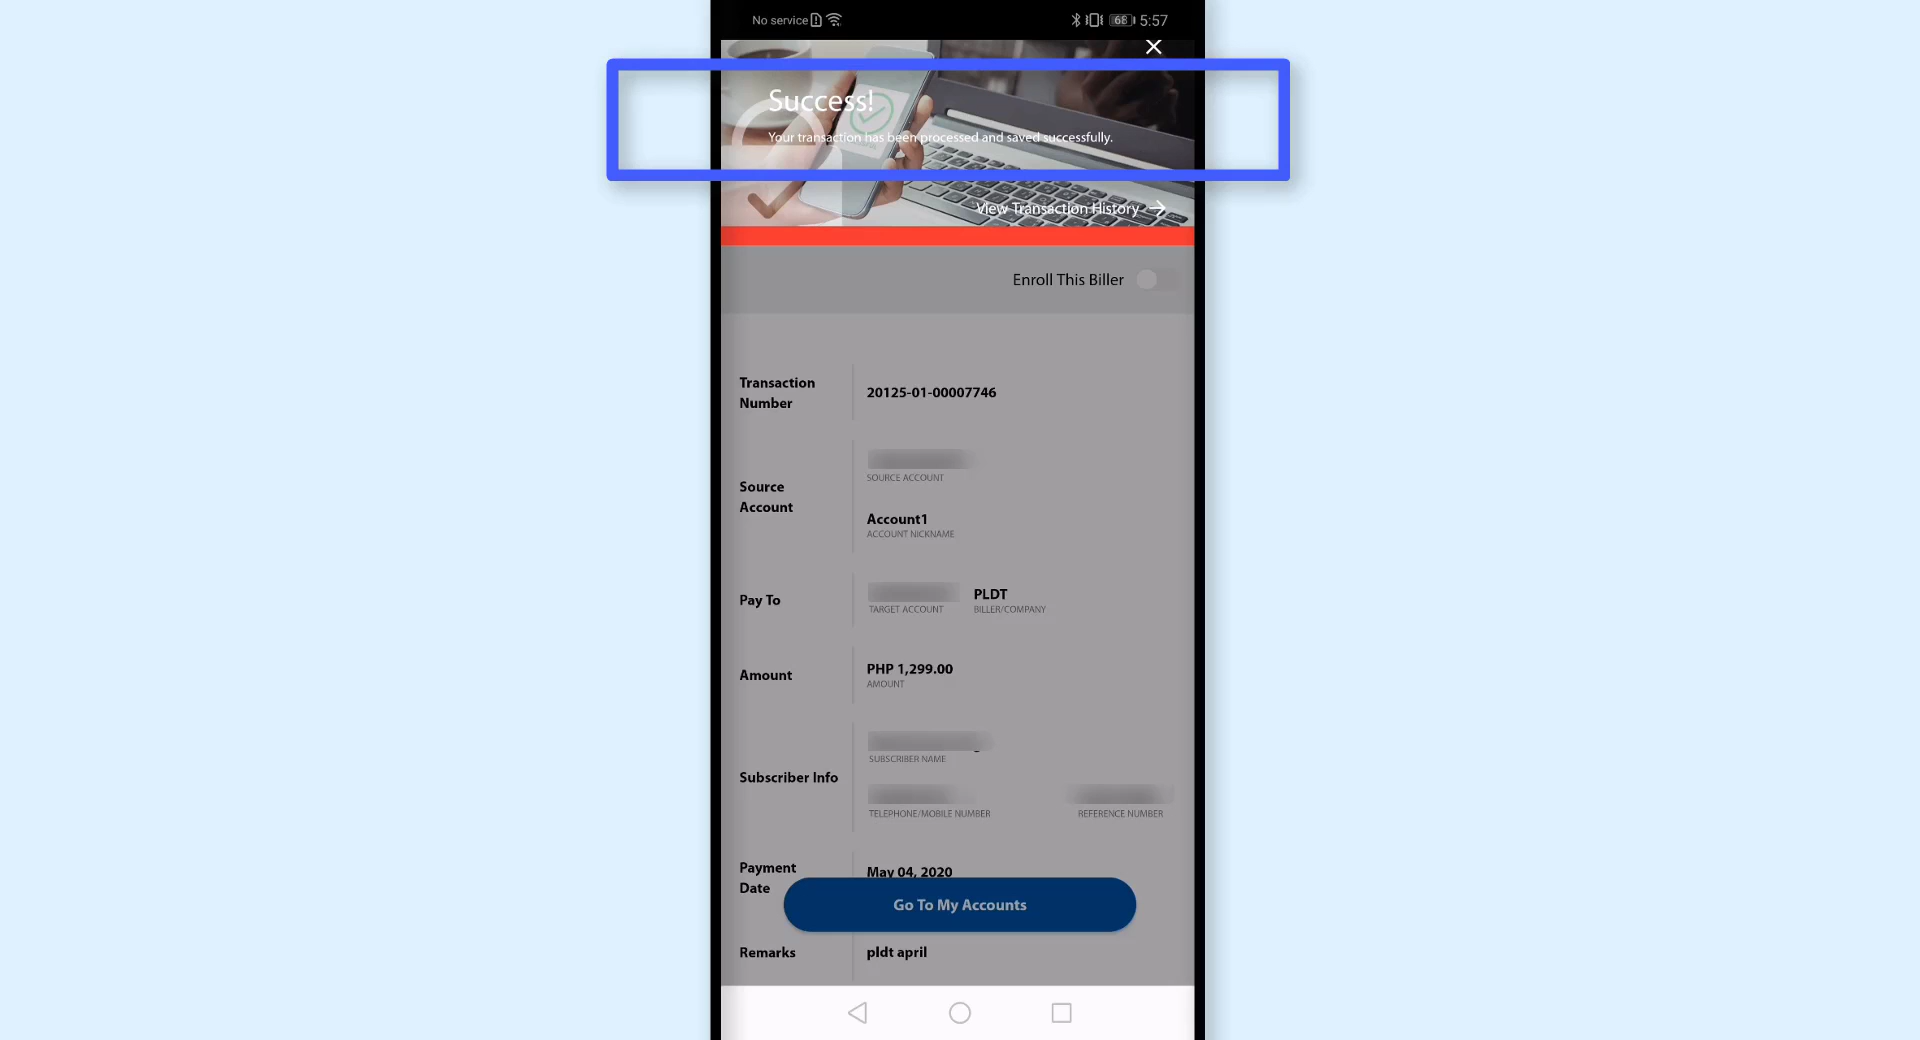 No service
68 5:57
Success!
Your transaction has been processed and saved successfully.
View Transaction History
Enroll This Biller
Transaction
Number
20125-01-00007746
Source
Account
SOURCE ACCOUNT
Account1
ACCOUNT NICKNAME
Pay To
TARGET ACCOUNT
PLDT
BILLER/COMPANY
Amount
PHP 1,299.00
AMOUNT
Subscriber Info
SUBSCRIBER NAME
TELEPHONE/MOBILE NUMBER
REFERENCE NUMBER
Payment
Date
May 04, 2020
Go To My Accounts
Remarks
pldt april